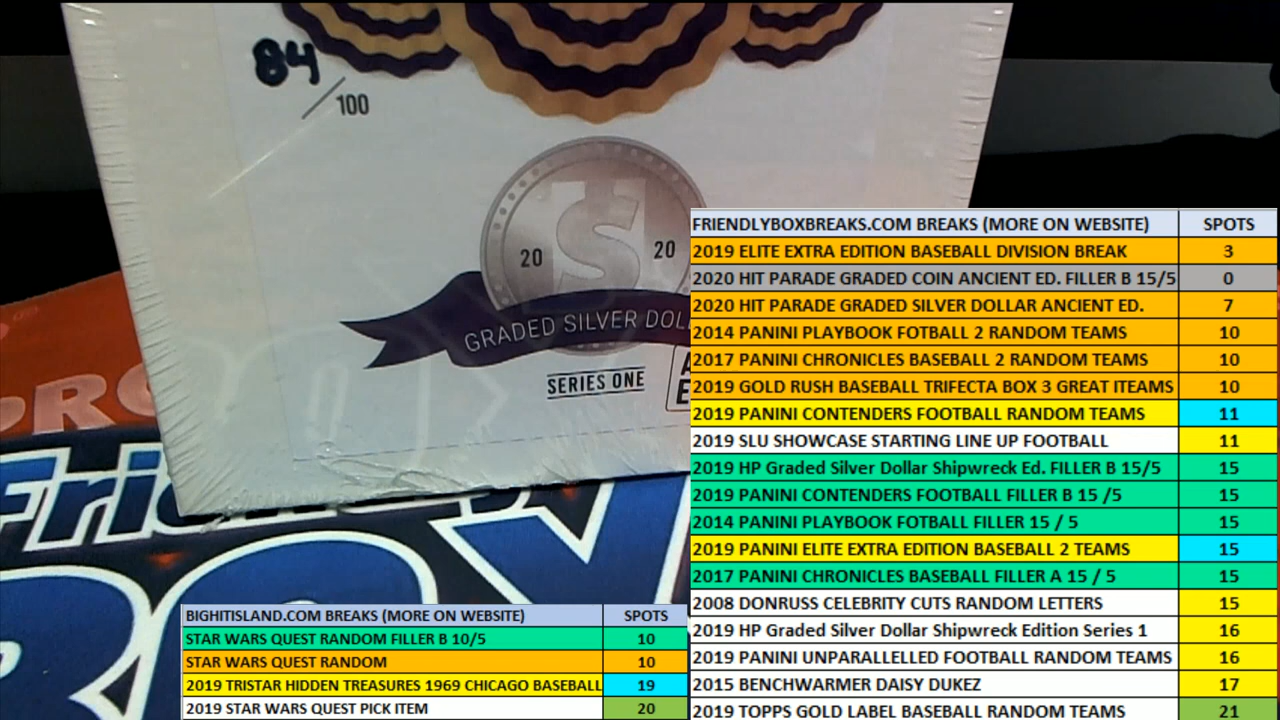 84
/ 100
20 S 20
GRADED SILVER DOL
SERIES ONE
FRIENDLYBOXBREAKS.COM BREAKS (MORE ON WEBSITE) SPOTS
2019 ELITE EXTRA EDITION BASEBALL DIVISION BREAK 3
2020 HIT PARADE GRADED COIN ANCIENT ED. FILLER B 15/5 0
2020 HIT PARADE GRADED SILVER DOLLAR ANCIENT ED. 7
2014 PANINI PLAYBOOK FOTBALL 2 RANDOM TEAMS 10
2017 PANINI CHRONICLES BASEBALL 2 RANDOM TEAMS 10
2019 GOLD RUSH BASEBALL TRIFECTA BOX 3 GREAT ITEAMS 10
2019 PANINI CONTENDERS FOOTBALL RANDOM TEAMS 11
2019 SLU SHOWCASE STARTING LINE UP FOOTBALL 11
2019 HP Graded Silver Dollar Shipwreck Ed. FILLER B 15/5 15
2019 PANINI CONTENDERS FOOTBALL FILLER B 15 /5 15
2014 PANINI PLAYBOOK FOTBALL FILLER 15 / 5 15
2019 PANINI ELITE EXTRA EDITION BASEBALL 2 TEAMS 15
2017 PANINI CHRONICLES BASEBALL FILLER A 15 / 5 15
2008 DONRUSS CELEBRITY CUTS RANDOM LETTERS 15
2019 HP Graded Silver Dollar Shipwreck Edition Series 1 16
2019 PANINI UNPARALLELLED FOOTBALL RANDOM TEAMS 16
2015 BENCHWARMER DAISY DUKEZ 17
2019 TOPPS GOLD LABEL BASEBALL RANDOM TEAMS 21
BIGHITISLAND.COM BREAKS (MORE ON WEBSITE) SPOTS
STAR WARS QUEST RANDOM FILLER B 10/5 10
STAR WARS QUEST RANDOM 10
2019 TRISTAR HIDDEN TREASURES 1969 CHICAGO BASEBALL 19
2019 STAR WARS QUEST PICK ITEM 20